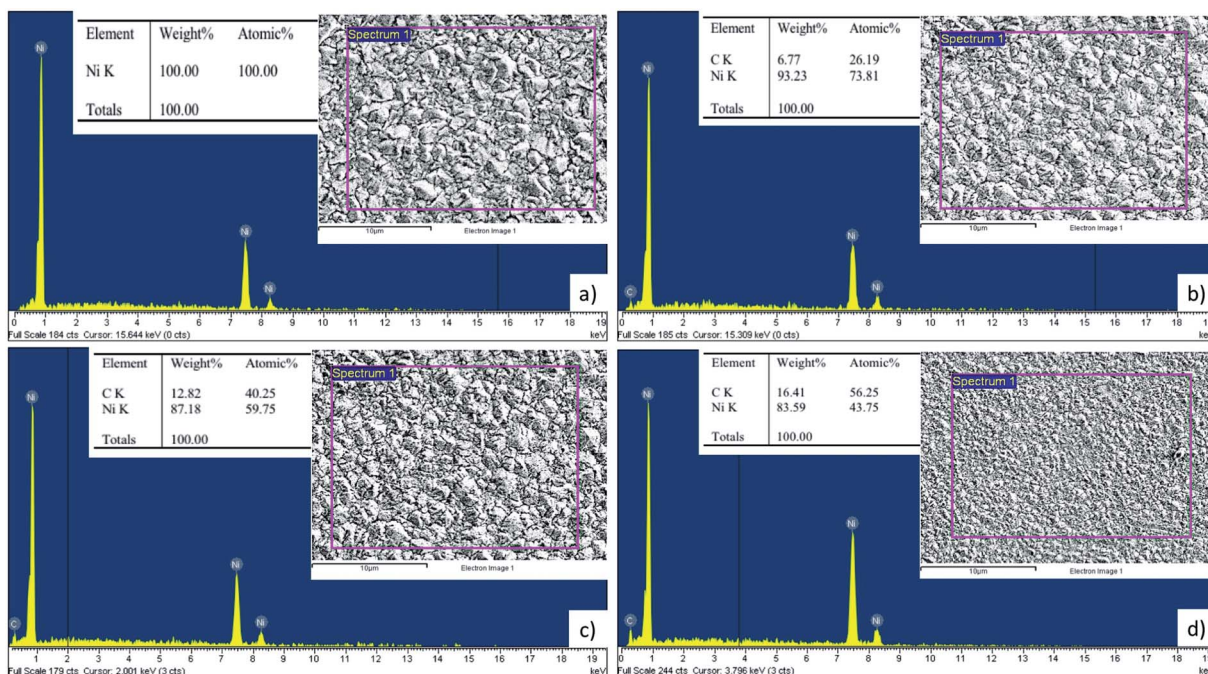 Element Weight% Atomic%
Ni K 100.00 100.00
Totals 100.00
Spectrum 1
10µm Electron Image 1
Ni
Ni
Ni
a)
0 1 2 3 4 5 6 7 8 9 10 11 12 13 14 15 16 17 18 19
Full Scale 184 cts Cursor: 15.644 keV (0 cts) keV
Element Weight% Atomic%
C K 6.77 26.19
Ni K 93.23 73.81
Totals 100.00
Spectrum 1
10µm Electron Image 1
Ni
C
Ni
Ni
b)
0 1 2 3 4 5 6 7 8 9 10 11 12 13 14 15 16 17 18 19
Full Scale 185 cts Cursor: 15.309 keV (0 cts) ke
Element Weight% Atomic%
C K 12.82 40.25
Ni K 87.18 59.75
Totals 100.00
Spectrum 1
10µm Electron Image 1
Ni
C
Ni
Ni
c)
1 2 3 4 5 6 7 8 9 10 11 12 13 14 15 16 17 18 19
Full Scale 179 cts Cursor: 2.001 keV (3 cts) keV
Element Weight% Atomic%
C K 16.41 56.25
Ni K 83.59 43.75
Totals 100.00
Spectrum 1
10µm Electron Image 1
Ni
C
Ni
Ni
d)
0 1 2 3 4 5 6 7 8 9 10 11 12 13 14 15 16 17 18 19
Full Scale 244 cts Cursor: 3.796 keV (3 cts) ke